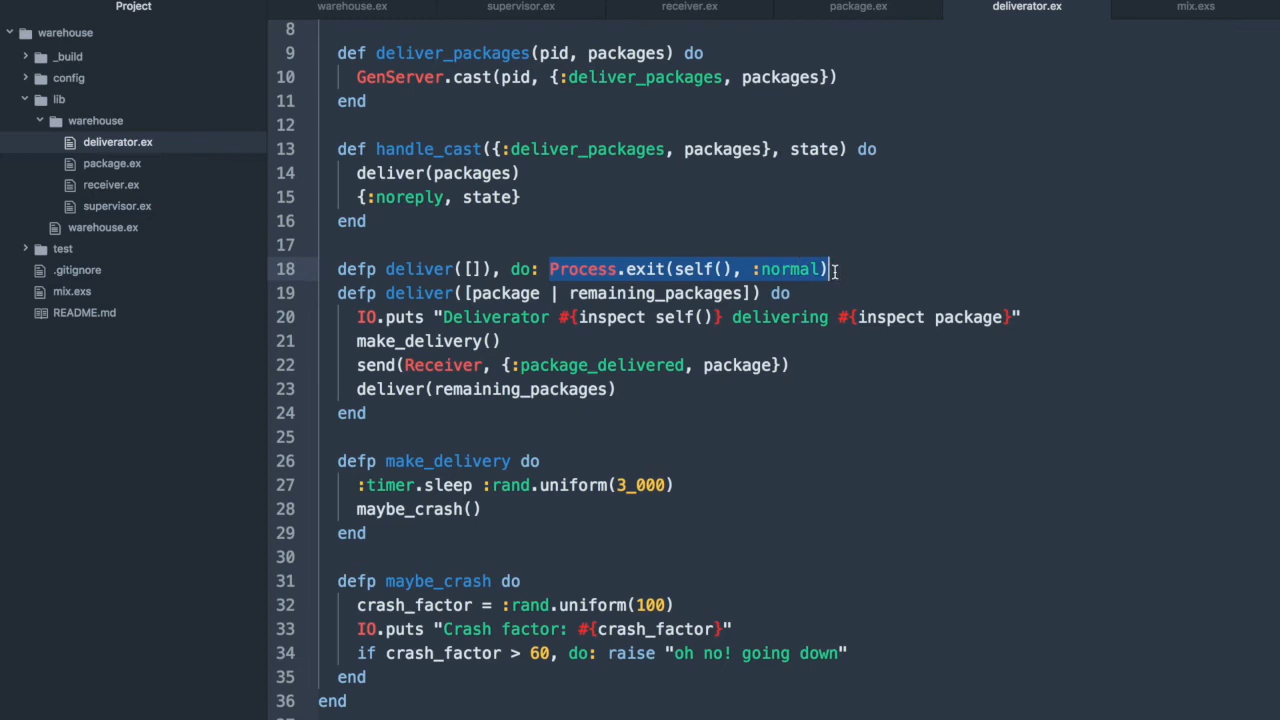 Project
warehouse.ex supervisor.ex receiver.ex package.ex deliverator.ex mix.exs
warehouse
_build
config
lib
warehouse
deliverator.ex
package.ex
receiver.ex
supervisor.ex
warehouse.ex
test
.gitignore
mix.exs
README.md
8
9 def deliver_packages(pid, packages) do
10 GenServer.cast(pid, {:deliver_packages, packages})
11 end
12
13 def handle_cast({:deliver_packages, packages}, state) do
14 deliver(packages)
15 {:noreply, state}
16 end
17
18 defp deliver([]), do: Process.exit(self(), :normal)
19 defp deliver([package | remaining_packages]) do
20 IO.puts "Deliverator #{inspect self()} delivering #{inspect package}"
21 make_delivery()
22 send(Receiver, {:package_delivered, package})
23 deliver(remaining_packages)
24 end
25
26 defp make_delivery do
27 :timer.sleep :rand.uniform(3_000)
28 maybe_crash()
29 end
30
31 defp maybe_crash do
32 crash_factor = :rand.uniform(100)
33 IO.puts "Crash factor: #{crash_factor}"
34 if crash_factor > 60, do: raise "oh no! going down"
35 end
36 end